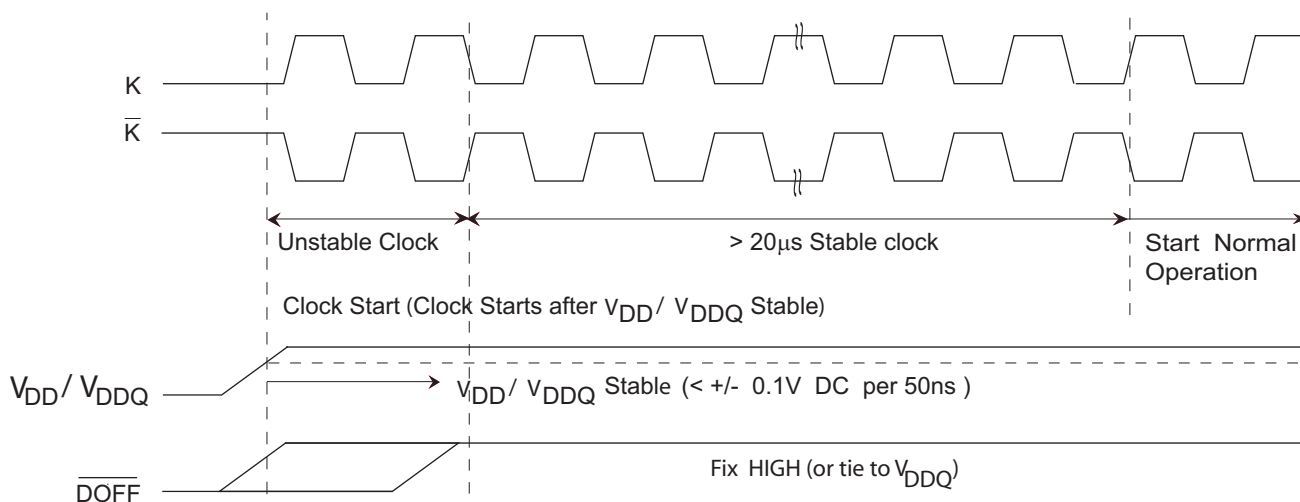 K
K̅
Unstable Clock
> 20μs Stable clock
Start Normal
Operation
Clock Start (Clock Starts after VDD/ VDDQ Stable)
VDD/ VDDQ
VDD/ VDDQ Stable (< +/- 0.1V DC per 50ns )
Fix HIGH (or tie to VDDQ)
D̅O̅F̅F̅